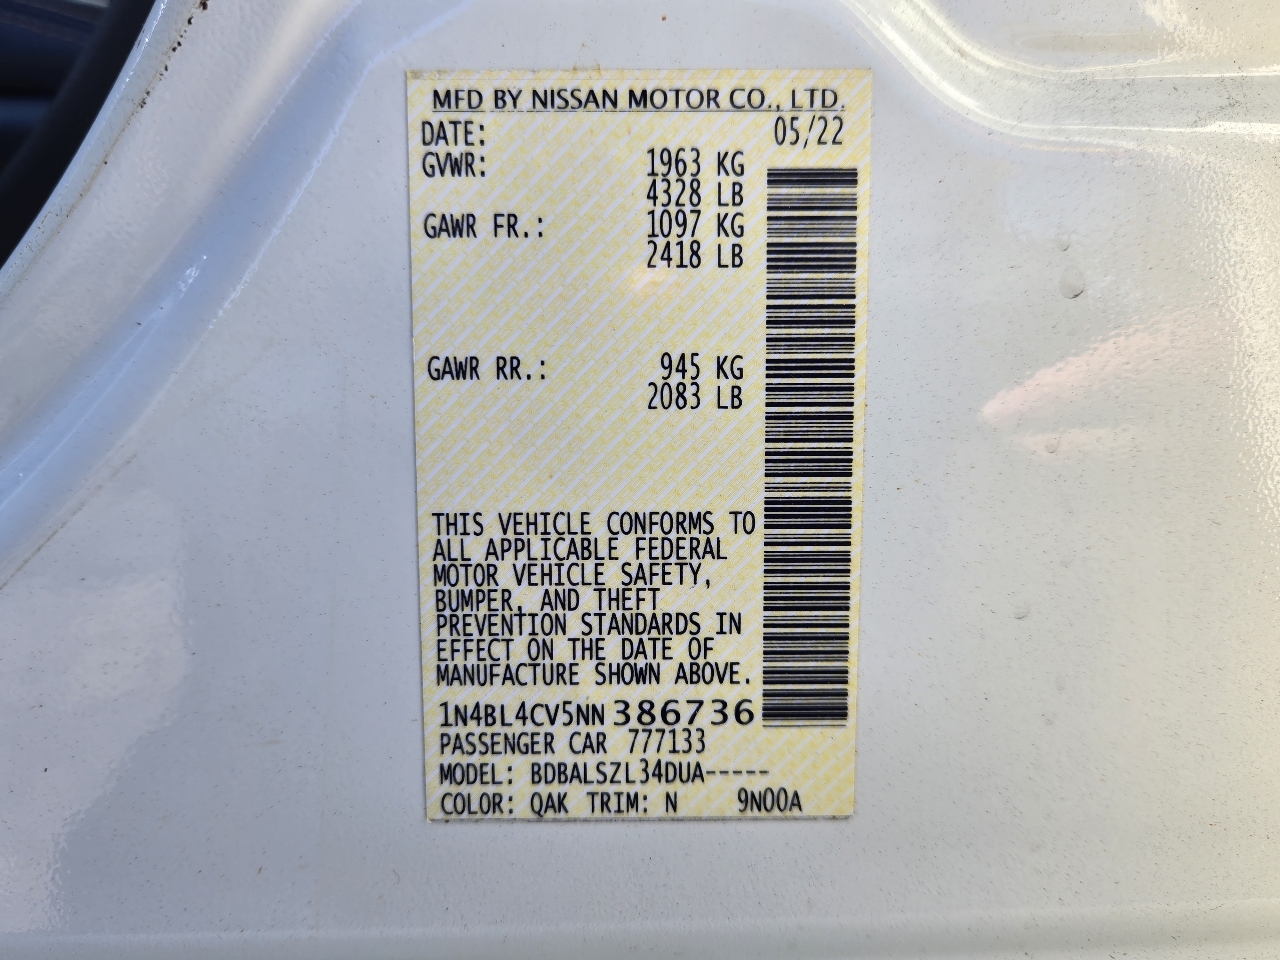 MFD BY NISSAN MOTOR CO., LTD.
DATE: 05/22
GVWR: 1963 KG
4328 LB
GAWR FR.: 1097 KG
2418 LB
GAWR RR.: 945 KG
2083 LB
THIS VEHICLE CONFORMS TO
ALL APPLICABLE FEDERAL
MOTOR VEHICLE SAFETY,
BUMPER, AND THEFT
PREVENTION STANDARDS IN
EFFECT ON THE DATE OF
MANUFACTURE SHOWN ABOVE.
1N4BL4CV5NN386736
PASSENGER CAR 777133
MODEL: BDBALSZL34DUA-----
COLOR: QAK TRIM: N 9N00A